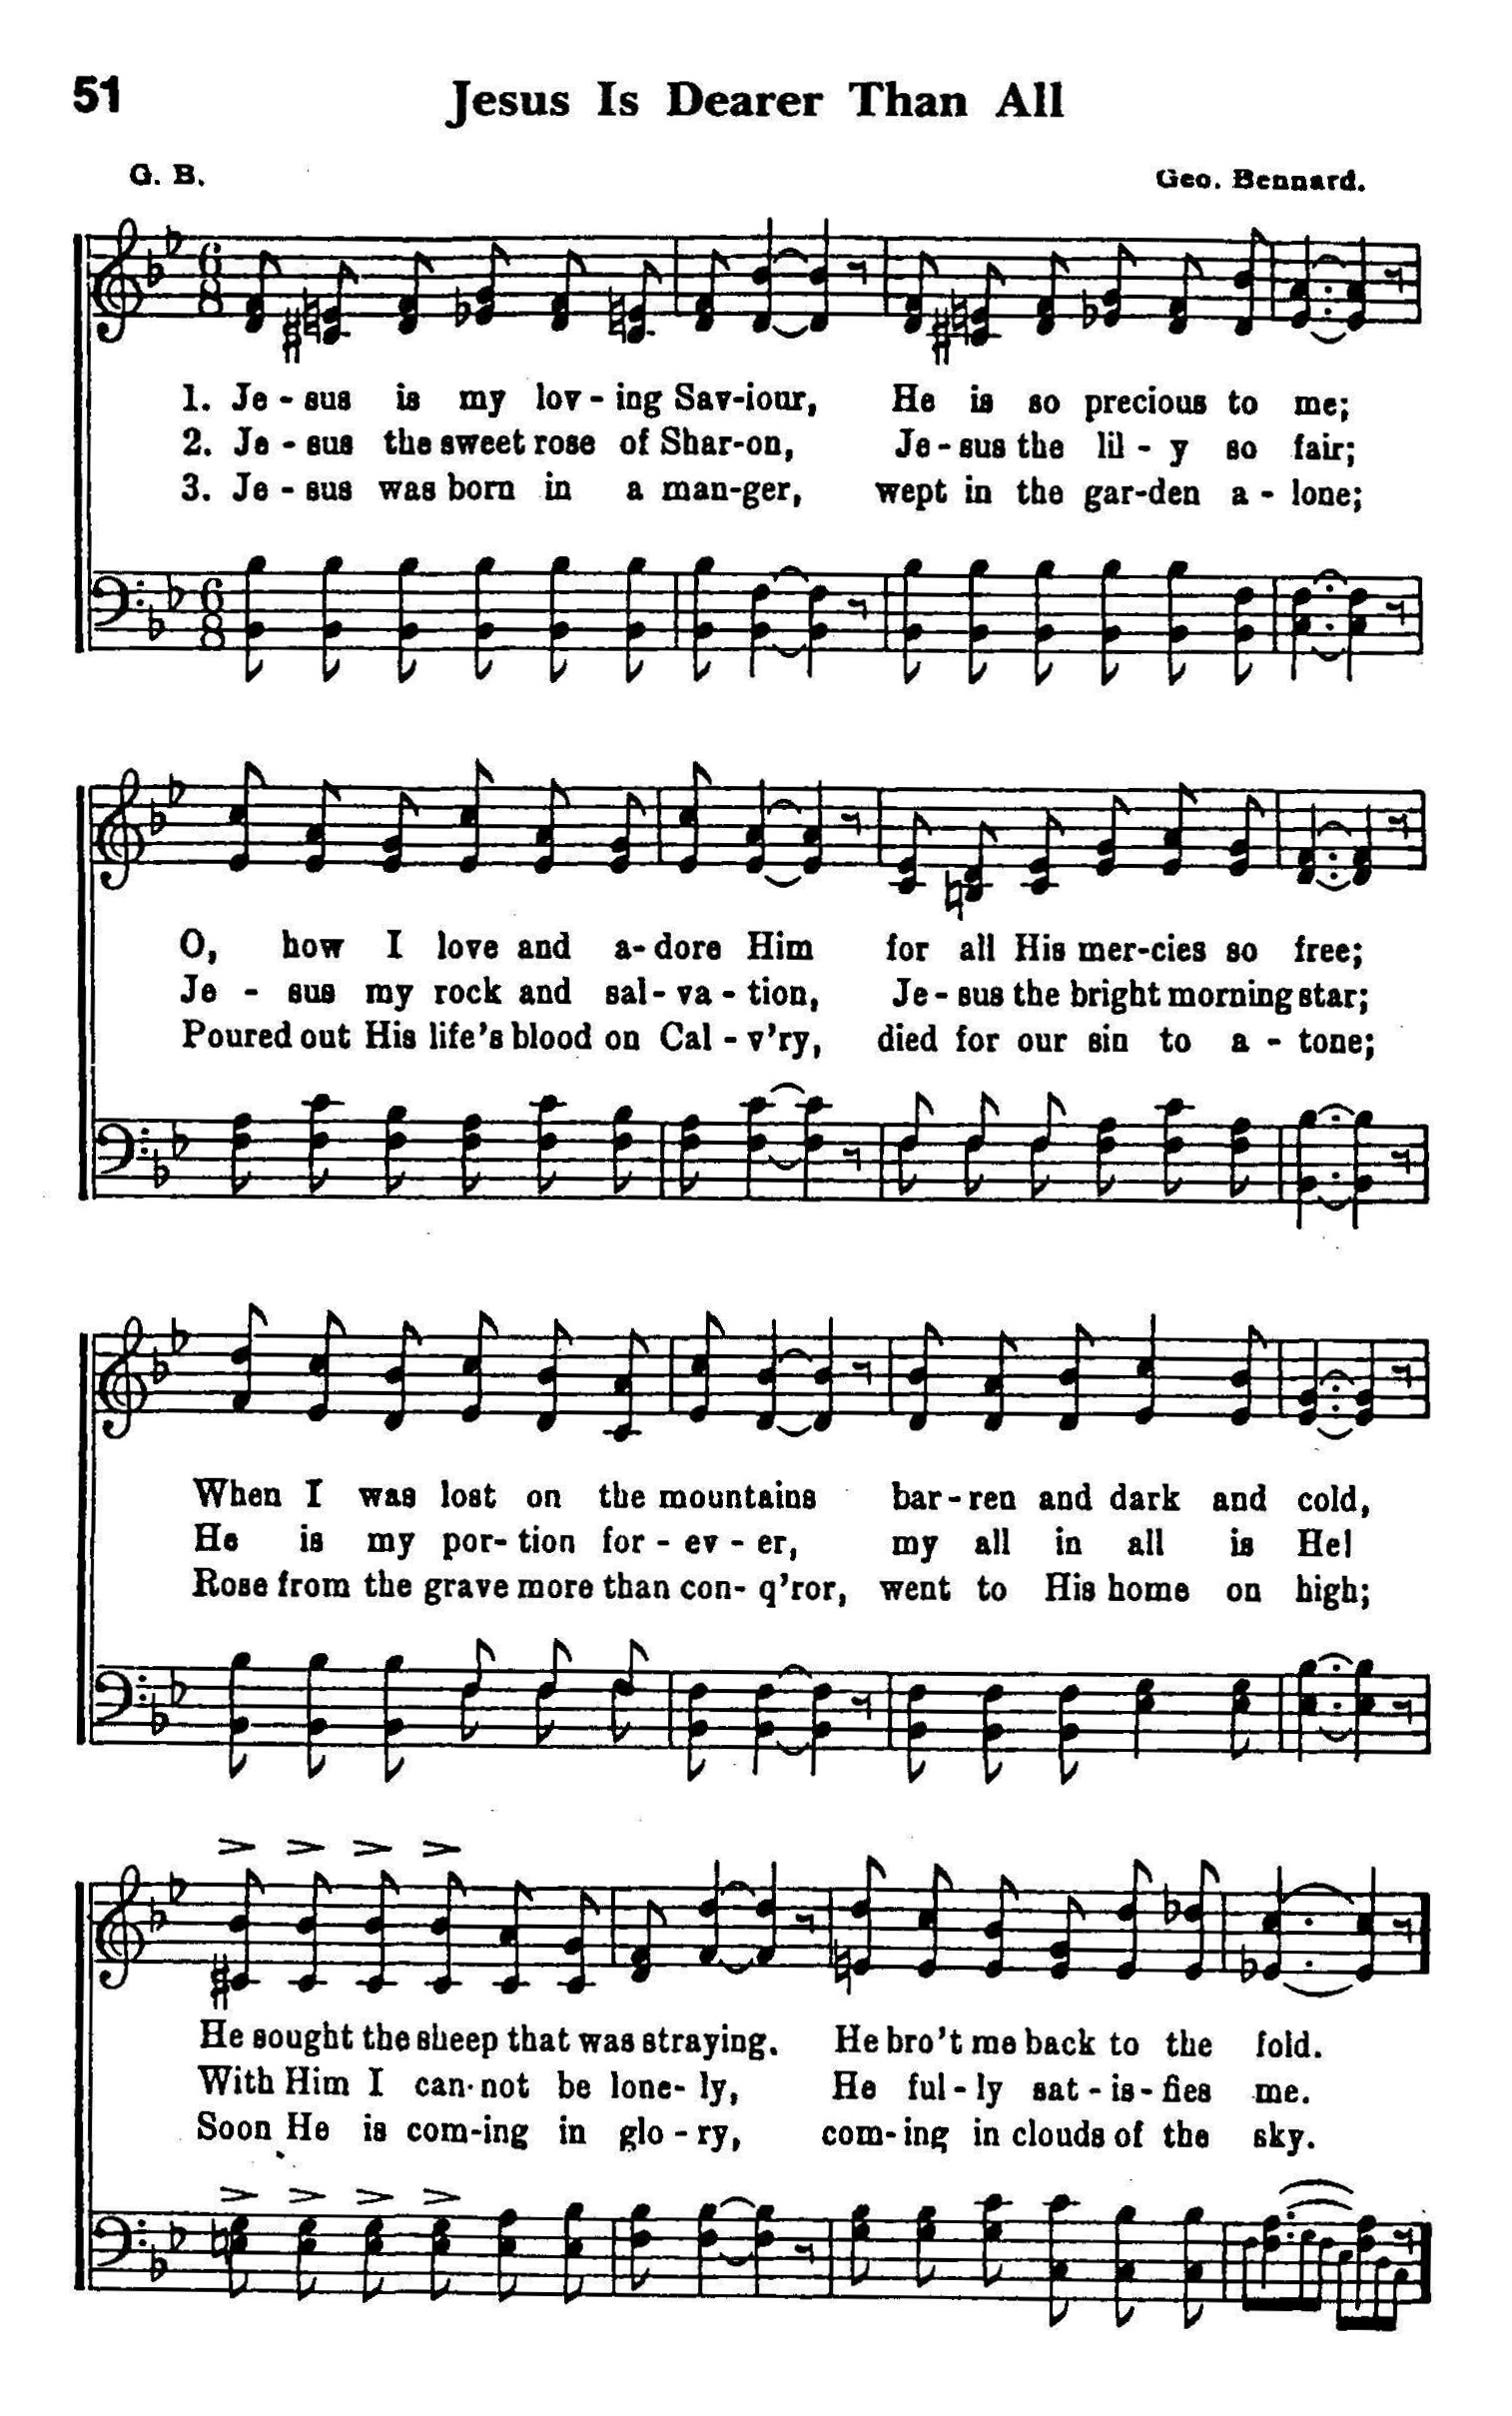 51
Jesus Is Dearer Than All
G. B.
Geo. Bennard.
1. Je - sus is my lov - ing Sav-iour, He is so precious to me;
2. Je - sus the sweet rose of Shar-on, Je - sus the lil - y so fair;
3. Je - sus was born in a man-ger, wept in the gar-den a - lone;
O, how I love and a-dore Him for all His mer-cies so free;
Je - sus my rock and sal - va - tion, Je - sus the bright morning star;
Poured out His life's blood on Cal - v'ry, died for our sin to a - tone;
When I was lost on the mountains bar - ren and dark and cold,
He is my por- tion for - ev - er, my all in all is He!
Rose from the grave more than con- q'ror, went to His home on high;
He sought the sheep that was straying. He bro't me back to the fold.
With Him I can-not be lone- ly, He ful - ly sat - is - fies me.
Soon He is com-ing in glo - ry, com- ing in clouds of the sky.